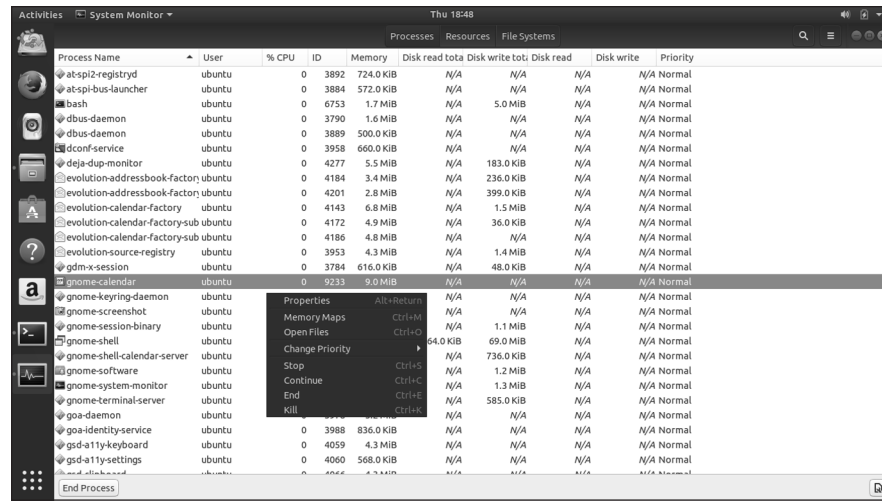 Activities System Monitor Thu 18:48
Processes Resources File Systems
Process Name User % CPU ID Memory Disk read tota Disk write tot Disk read Disk write Priority
at-spi2-registryd ubuntu 0 3892 724.0 KiB N/A N/A N/A N/A Normal
at-spi-bus-launcher ubuntu 0 3884 572.0 KiB N/A N/A N/A N/A Normal
bash ubuntu 0 6753 1.7 MiB N/A 5.0 MiB N/A N/A Normal
dbus-daemon ubuntu 0 3790 1.6 MiB N/A N/A N/A N/A Normal
dbus-daemon ubuntu 0 3889 500.0 KiB N/A N/A N/A N/A Normal
dconf-service ubuntu 0 3958 660.0 KiB N/A N/A N/A N/A Normal
deja-dup-monitor ubuntu 0 4277 5.5 MiB N/A 183.0 KiB N/A N/A Normal
evolution-addressbook-factory ubuntu 0 4184 3.4 MiB N/A 236.0 KiB N/A N/A Normal
evolution-addressbook-factory ubuntu 0 4201 2.8 MiB N/A 399.0 KiB N/A N/A Normal
evolution-calendar-factory ubuntu 0 4143 6.8 MiB N/A 1.5 MiB N/A N/A Normal
evolution-calendar-factory-sub ubuntu 0 4172 4.9 MiB N/A 36.0 KiB N/A N/A Normal
evolution-calendar-factory-sub ubuntu 0 4186 4.8 MiB N/A N/A N/A N/A Normal
evolution-source-registry ubuntu 0 3953 4.3 MiB N/A 1.4 MiB N/A N/A Normal
gdm-x-session ubuntu 0 3784 616.0 KiB N/A 48.0 KiB N/A N/A Normal
gnome-calendar ubuntu 0 9233 9.0 MiB N/A N/A N/A N/A Normal
gnome-keyring-daemon ubuntu Properties Alt+Return N/A N/A N/A N/A Normal
gnome-screenshot ubuntu Memory Maps Ctrl+M N/A N/A N/A N/A Normal
gnome-session-binary ubuntu Open Files Ctrl+O N/A 1.1 MiB N/A N/A Normal
gnome-shell ubuntu Change Priority 64.0 KiB 69.0 MiB N/A N/A Normal
gnome-shell-calendar-server ubuntu N/A 736.0 KiB N/A N/A Normal
gnome-software ubuntu Stop Ctrl+S N/A 1.2 MiB N/A N/A Normal
gnome-system-monitor ubuntu Continue Ctrl+C N/A 1.3 MiB N/A N/A Normal
gnome-terminal-server ubuntu End Ctrl+E N/A 585.0 KiB N/A N/A Normal
goa-daemon ubuntu Kill Ctrl+K N/A N/A N/A N/A Normal
goa-identity-service ubuntu 0 3988 836.0 KiB N/A N/A N/A N/A Normal
gsd-a11y-keyboard ubuntu 0 4059 4.3 MiB N/A N/A N/A N/A Normal
gsd-a11y-settings ubuntu 0 4060 568.0 KiB N/A N/A N/A N/A Normal
End Process